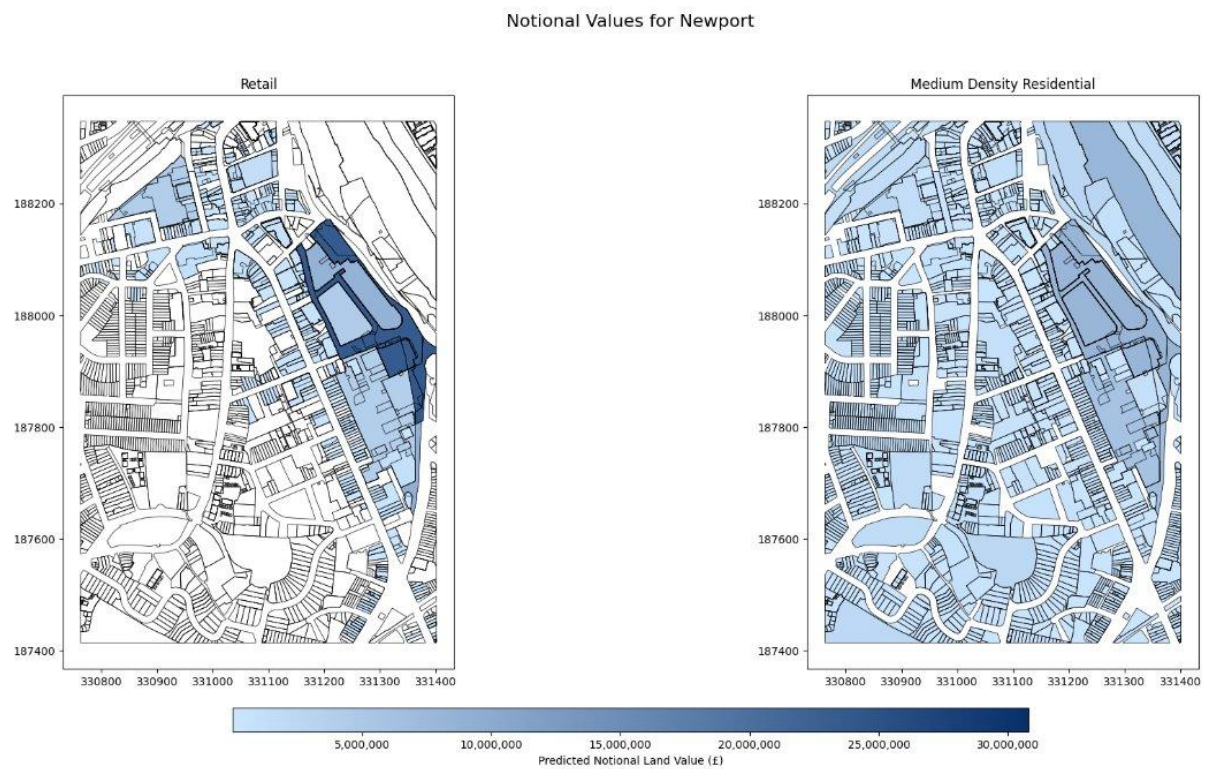 Notional Values for Newport
Retail
Medium Density Residential
188200
188000
187800
187600
187400
330800 330900 331000 331100 331200 331300 331400
188200
188000
187800
187600
187400
330800 330900 331000 331100 331200 331300 331400
5,000,000 10,000,000 15,000,000 20,000,000 25,000,000 30,000,000
Predicted Notional Land Value (£)